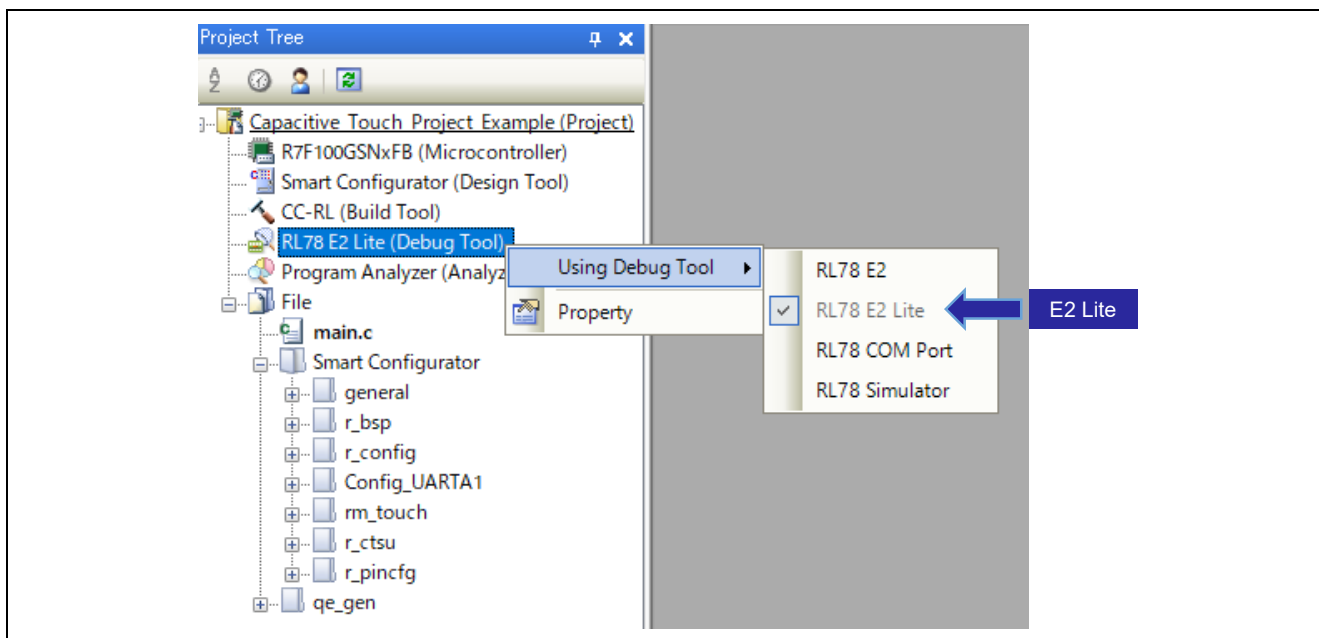 Project Tree
Capacitive Touch Project Example (Project)
R7F100GSNxFB (Microcontroller)
Smart Configurator (Design Tool)
CC-RL (Build Tool)
RL78 E2 Lite (Debug Tool)
Program Analyzer (Analyz
File
main.c
Smart Configurator
general
r_bsp
r_config
Config_UARTA1
rm_touch
r_ctsu
r_pincfg
qe_gen
Using Debug Tool
Property
RL78 E2
RL78 E2 Lite
RL78 COM Port
RL78 Simulator
E2 Lite